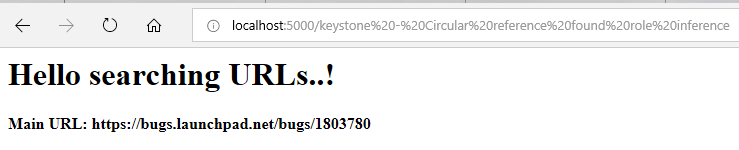 localhost:5000/keystone%20-%20Circular%20reference%20found%20role%20inference
Hello searching URLs..!
Main URL: https://bugs.launchpad.net/bugs/1803780